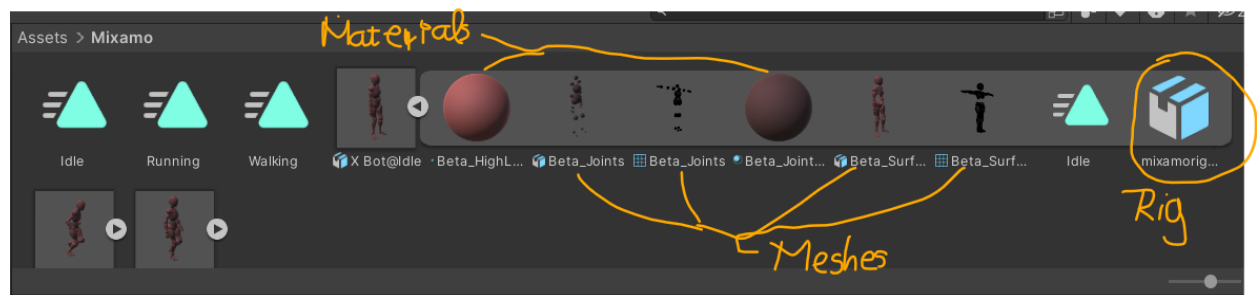 Assets > Mixamo
Materials
Idle
Running
Walking
X Bot@Idle
Beta_HighL...
Beta_Joints
Beta_Joints
Beta_Joint...
Beta_Surf...
Beta_Surf...
Idle
mixamorig...
Rig
Meshes